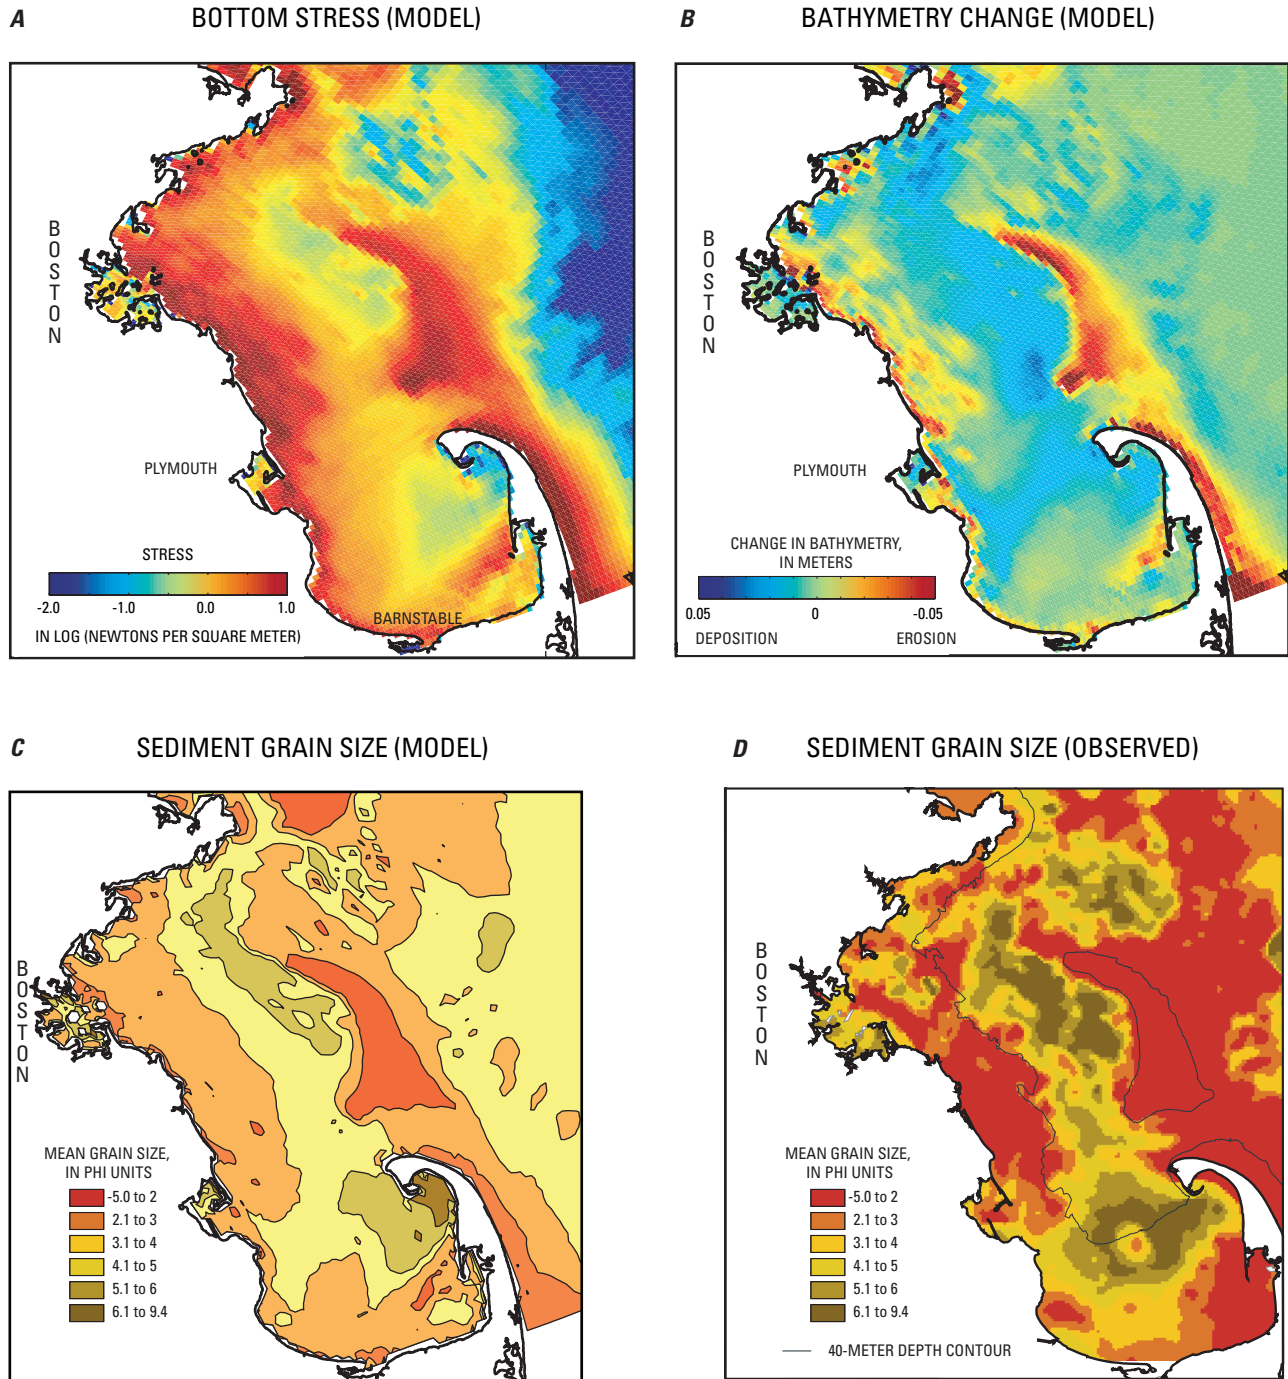 A BOTTOM STRESS (MODEL)
B
O
S
T
O
N
PLYMOUTH
STRESS
-2.0 -1.0 0.0 1.0
IN LOG (NEWTONS PER SQUARE METER)
BARNSTABLE
B BATHYMETRY CHANGE (MODEL)
B
O
S
T
O
N
PLYMOUTH
CHANGE IN BATHYMETRY,
IN METERS
0.05 0 -0.05
DEPOSITION EROSION
C SEDIMENT GRAIN SIZE (MODEL)
B
O
S
T
O
N
MEAN GRAIN SIZE,
IN PHI UNITS
-5.0 to 2
2.1 to 3
3.1 to 4
4.1 to 5
5.1 to 6
6.1 to 9.4
D SEDIMENT GRAIN SIZE (OBSERVED)
B
O
S
T
O
N
MEAN GRAIN SIZE,
IN PHI UNITS
-5.0 to 2
2.1 to 3
3.1 to 4
4.1 to 5
5.1 to 6
6.1 to 9.4
40-METER DEPTH CONTOUR